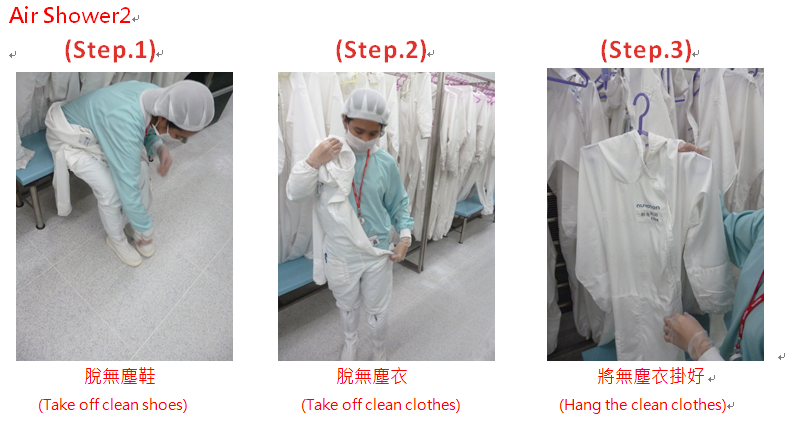 Air Shower2
(Step.1) (Step.2) (Step.3)
脫無塵鞋 脫無塵衣 將無塵衣掛好
(Take off clean shoes) (Take off clean clothes) (Hang the clean clothes)